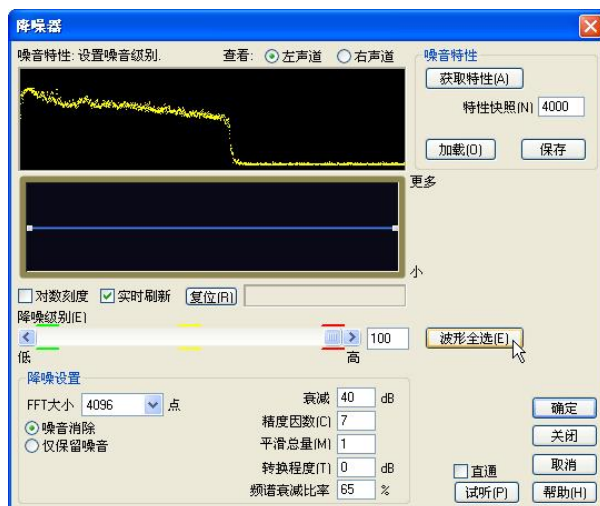 降噪器
噪音特性: 设置噪音级别.
查看: 左声道 右声道
噪音特性
获取特性(A)
特性快照(N) 4000
加载(O) 保存
更多
小
对数刻度 实时刷新 复位(R)
降噪级别(E)
100 波形全选(E)
低 高
降噪设置
FFT大小 4096 点
噪音消除
仅保留噪音
衰减 40 dB
精度因数(C) 7
平滑总量(M) 1
转换程度(T) 0 dB
频谱衰减比率 65 %
直通
试听(P)
确定
关闭
取消
帮助(H)